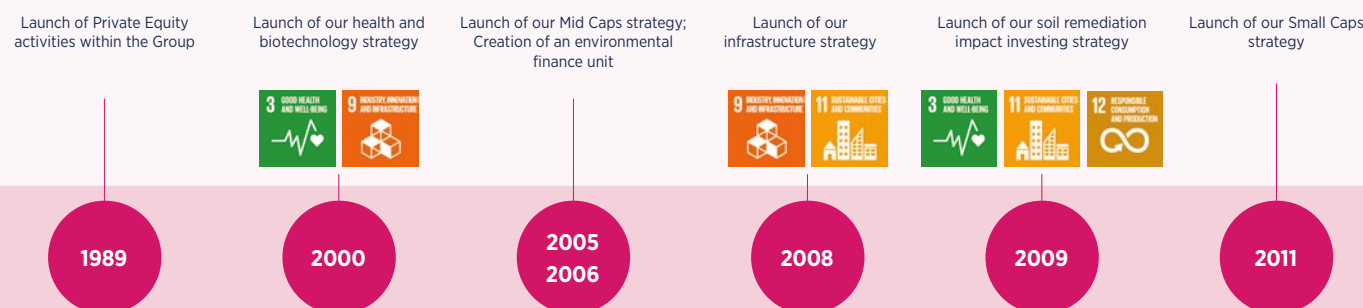 Launch of Private Equity
activities within the Group
Launch of our health and
biotechnology strategy
Launch of our Mid Caps strategy;
Creation of an environmental
finance unit
Launch of our
infrastructure strategy
Launch of our soil remediation
impact investing strategy
Launch of our Small Caps
strategy
3 GOOD HEALTH
AND WELL-BEING
9 INDUSTRY, INNOVATION
AND INFRASTRUCTURE
9 INDUSTRY, INNOVATION
AND INFRASTRUCTURE
11 SUSTAINABLE CITIES
AND COMMUNITIES
3 GOOD HEALTH
AND WELL-BEING
11 SUSTAINABLE CITIES
AND COMMUNITIES
12 RESPONSIBLE
CONSUMPTION
AND PRODUCTION
1989
2000
2005
2006
2008
2009
2011